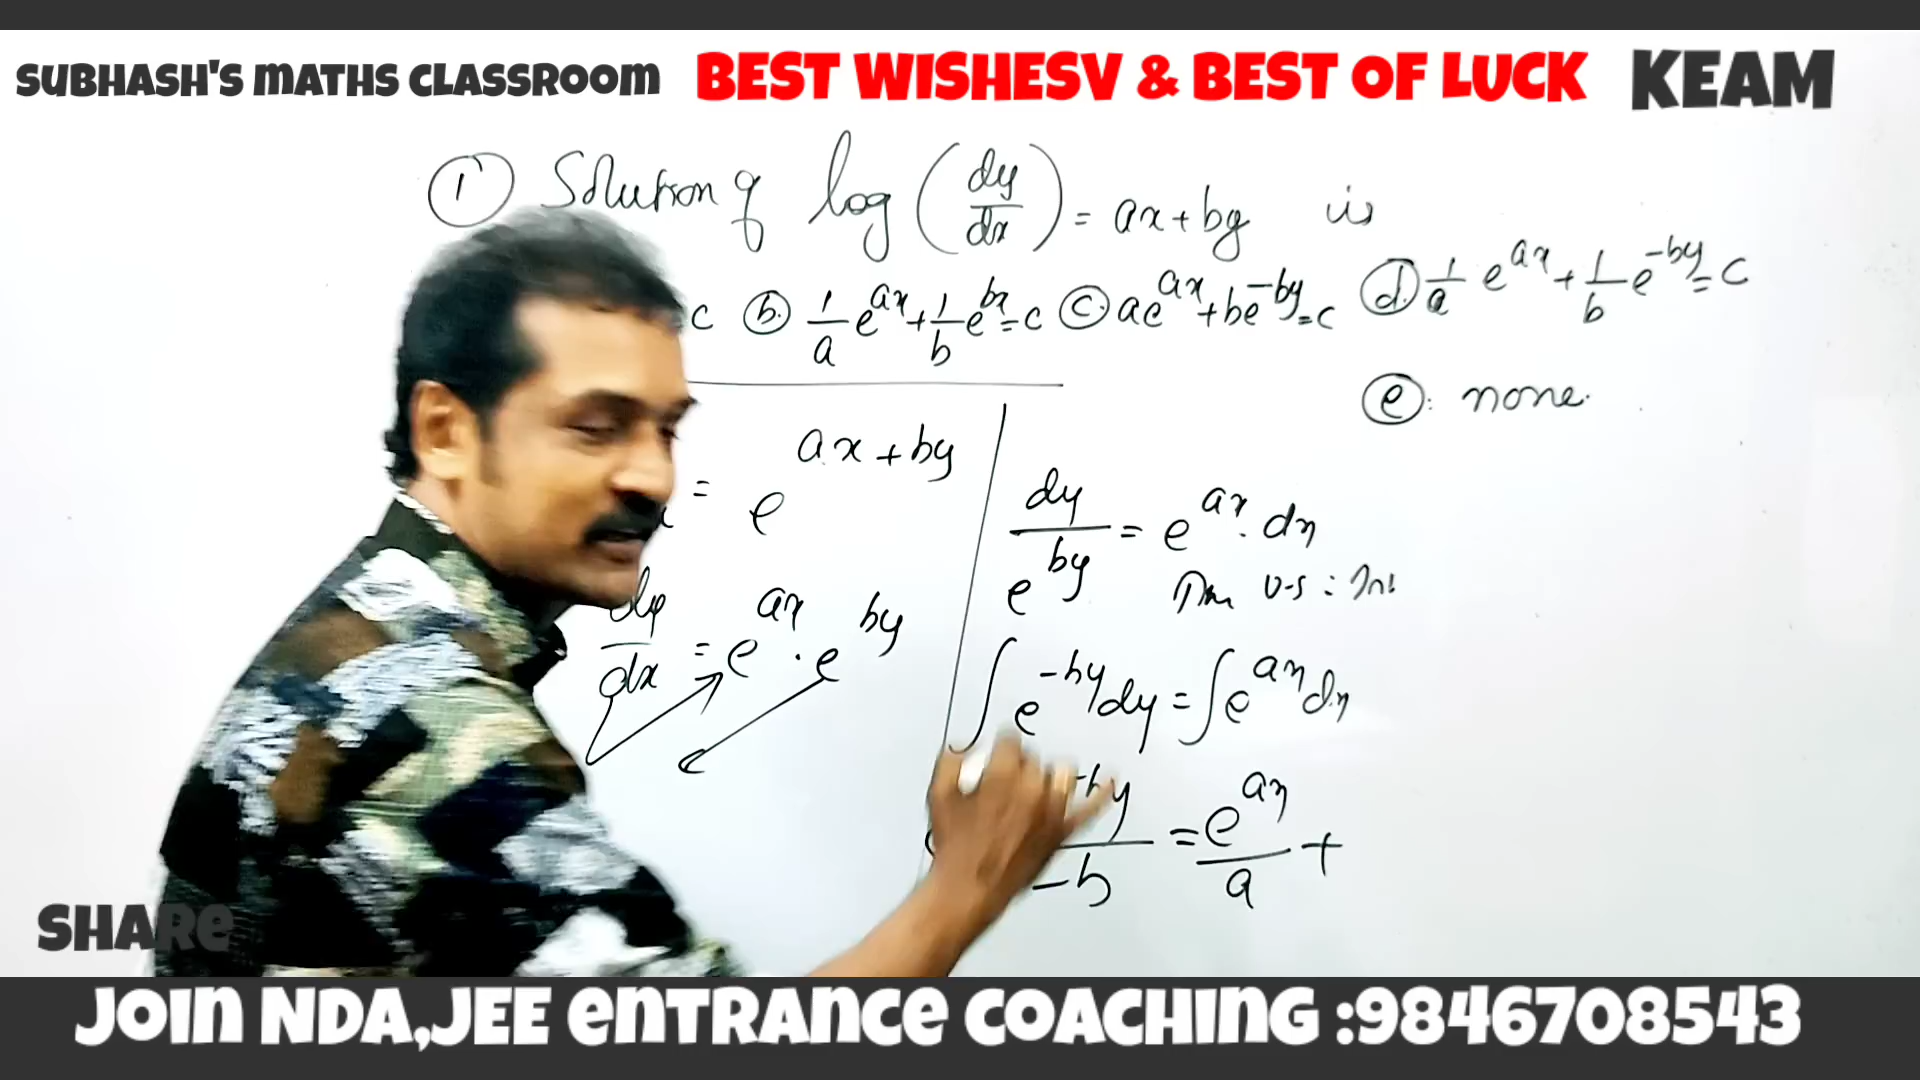 SUBHASH'S MATHS CLASSROOM BEST WISHESV & BEST OF LUCK KEAM
① Solution of log (dy/dx) = ax + by is
c ⓑ 1/a e^ax + 1/b e^bx = c ⓒ ae^ax + be^-by = c ⓓ 1/a e^ax + 1/b e^-by = c
ⓔ none.
= e^ax + by
dy/dx = e^ax . e^by
dy/e^by = e^ax . dx
∫ e^-by dy = ∫ e^ax dx
-by/-b = e^ax/a +
SHARE
JOIN NDA,JEE ENTRANCE COACHING :9846708543